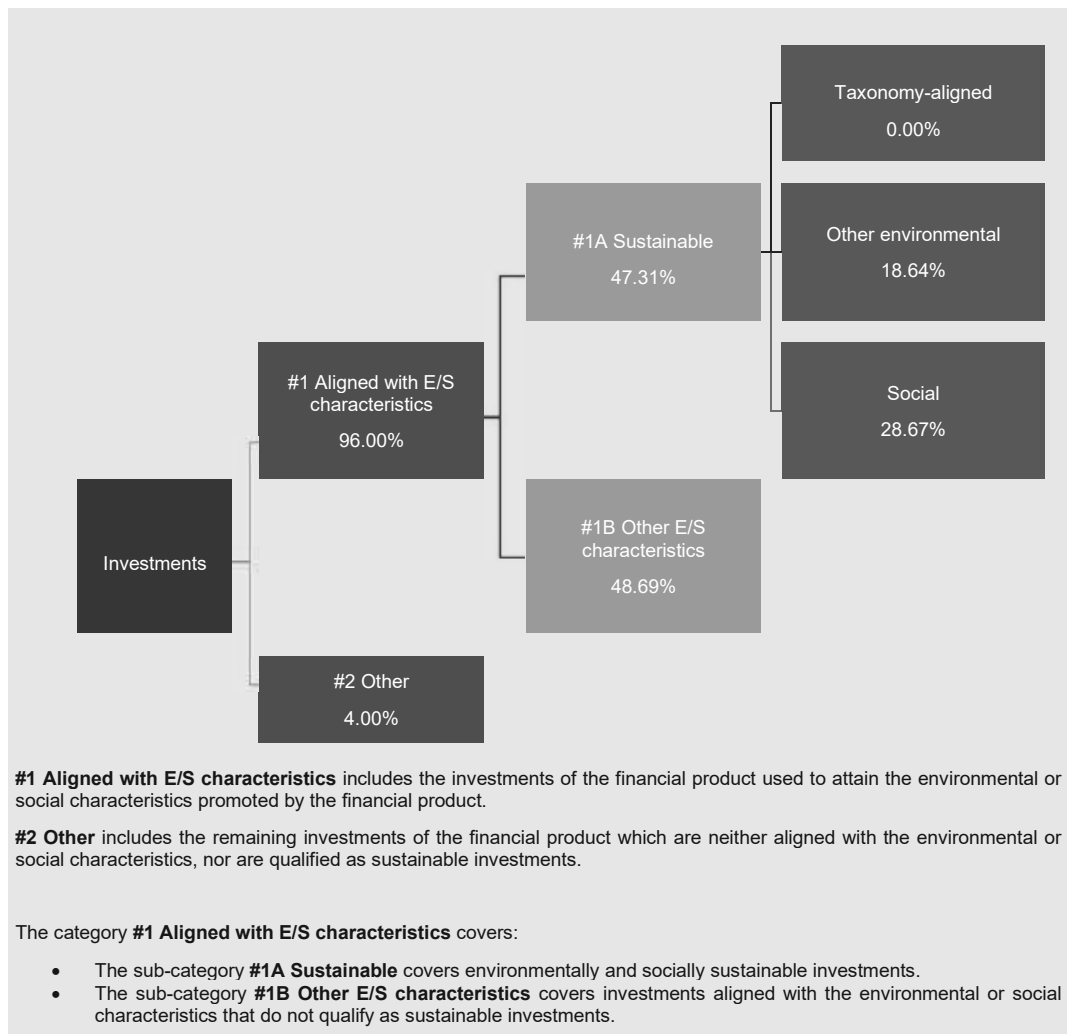 Taxonomy-aligned
0.00%
#1A Sustainable
47.31%
Other environmental
18.64%
#1 Aligned with E/S
characteristics
96.00%
Social
28.67%
Investments
#1B Other E/S
characteristics
48.69%
#2 Other
4.00%
#1 Aligned with E/S characteristics includes the investments of the financial product used to attain the environmental or
social characteristics promoted by the financial product.
#2 Other includes the remaining investments of the financial product which are neither aligned with the environmental or
social characteristics, nor are qualified as sustainable investments.
The category #1 Aligned with E/S characteristics covers:
• The sub-category #1A Sustainable covers environmentally and socially sustainable investments.
• The sub-category #1B Other E/S characteristics covers investments aligned with the environmental or social
characteristics that do not qualify as sustainable investments.